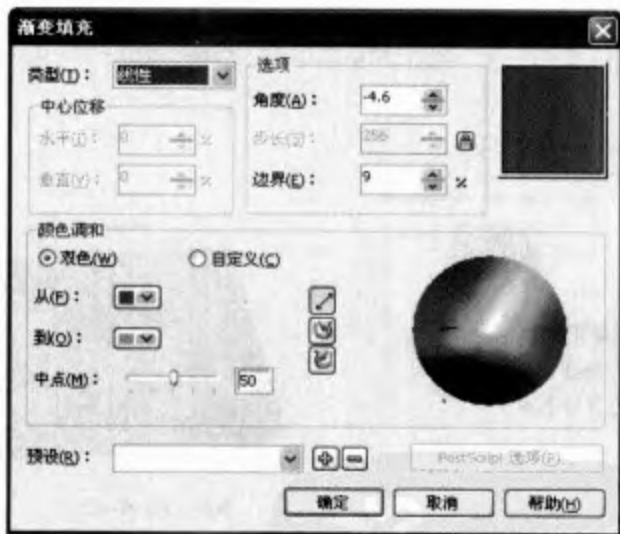 渐变填充
类型(T)： 线性
中心位移
水平(I)： 0 %
垂直(V)： 0 %
选项
角度(A)： -4.6
步长(S)： 256
边界(E)： 9 %
颜色调和
双色(W) 自定义(C)
从(F)：
到(O)：
中点(M)： 50
预设(R)：
PostScript 选项(P)...
确定 取消 帮助(H)